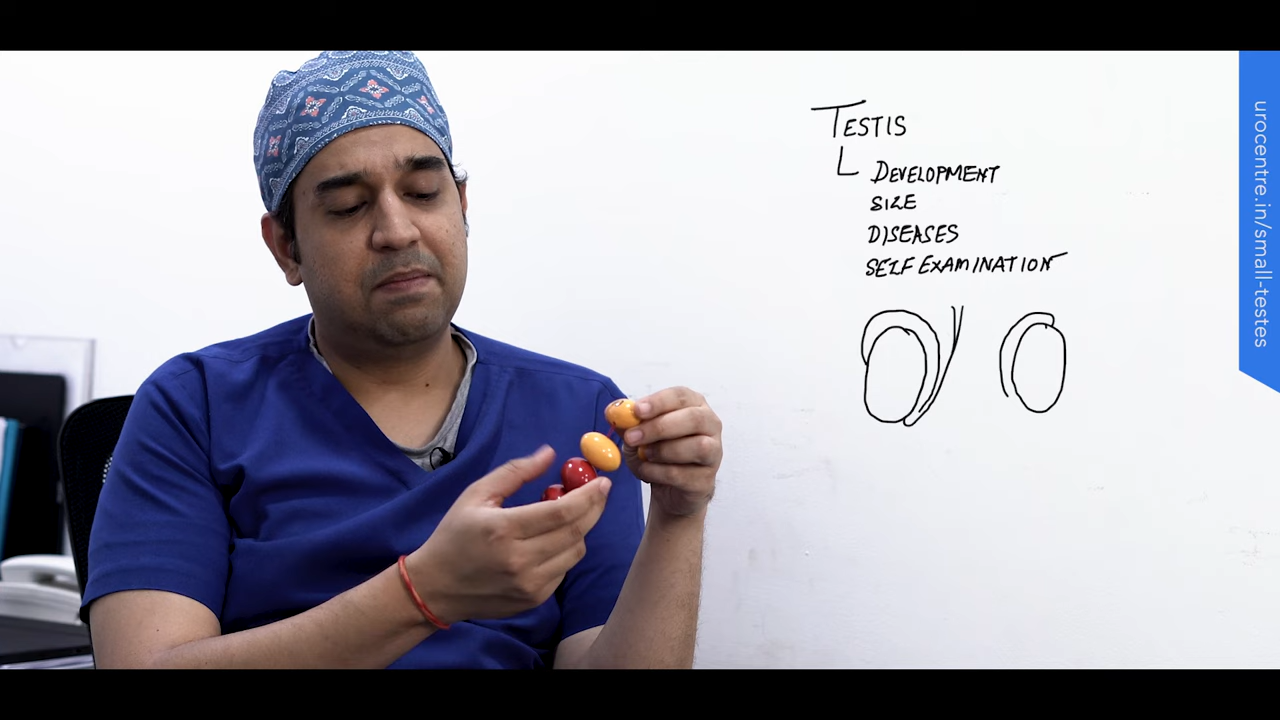 TESTIS
DEVELOPMENT
SIZE
DISEASES
SELF EXAMINATION
urocentre.in/small-testes